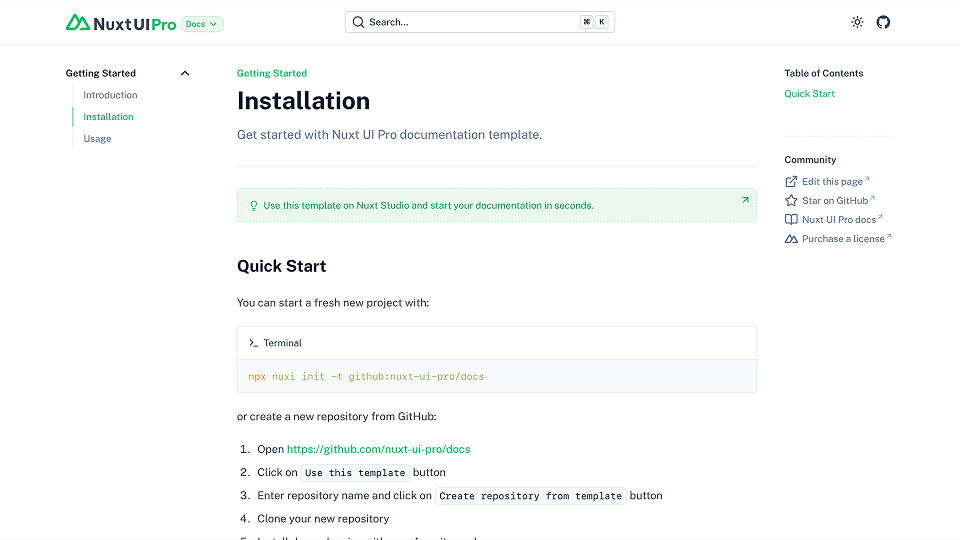 NuxtUI Pro Docs
Search...
⌘ K
Getting Started
Introduction
Installation
Usage
Getting Started
Installation
Get started with Nuxt UI Pro documentation template.
Use this template on Nuxt Studio and start your documentation in seconds.
Quick Start
You can start a fresh new project with:
Terminal
npx nuxi init -t github:nuxt-ui-pro/docs
or create a new repository from GitHub:
1. Open https://github.com/nuxt-ui-pro/docs
2. Click on Use this template button
3. Enter repository name and click on Create repository from template button
4. Clone your new repository
Table of Contents
Quick Start
Community
Edit this page
Star on GitHub
Nuxt UI Pro docs
Purchase a license